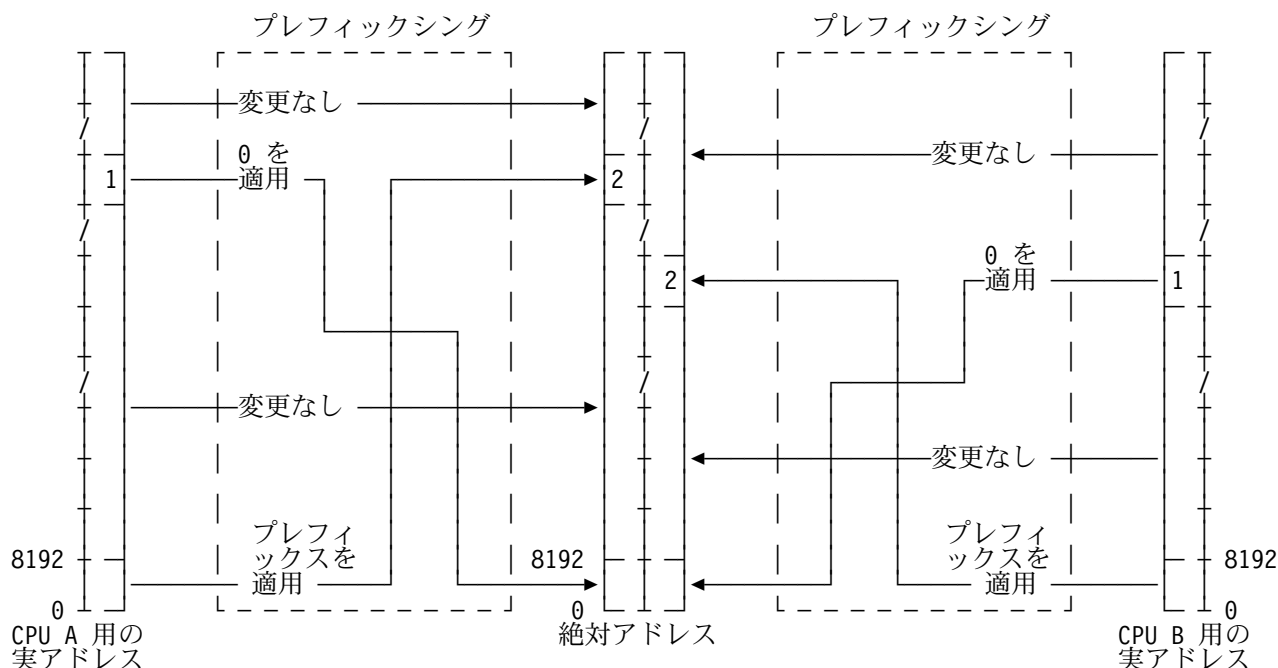 プレフィックシング
プレフィックシング
変更なし
0 を
適用
1
2
変更なし
0 を
適用
2
1
変更なし
変更なし
プレフィ
ックスを
適用
8192
8192
プレフィ
ックスを
適用
8192
0
0
0
CPU A 用の
実アドレス
絶対アドレス
CPU B 用の
実アドレス